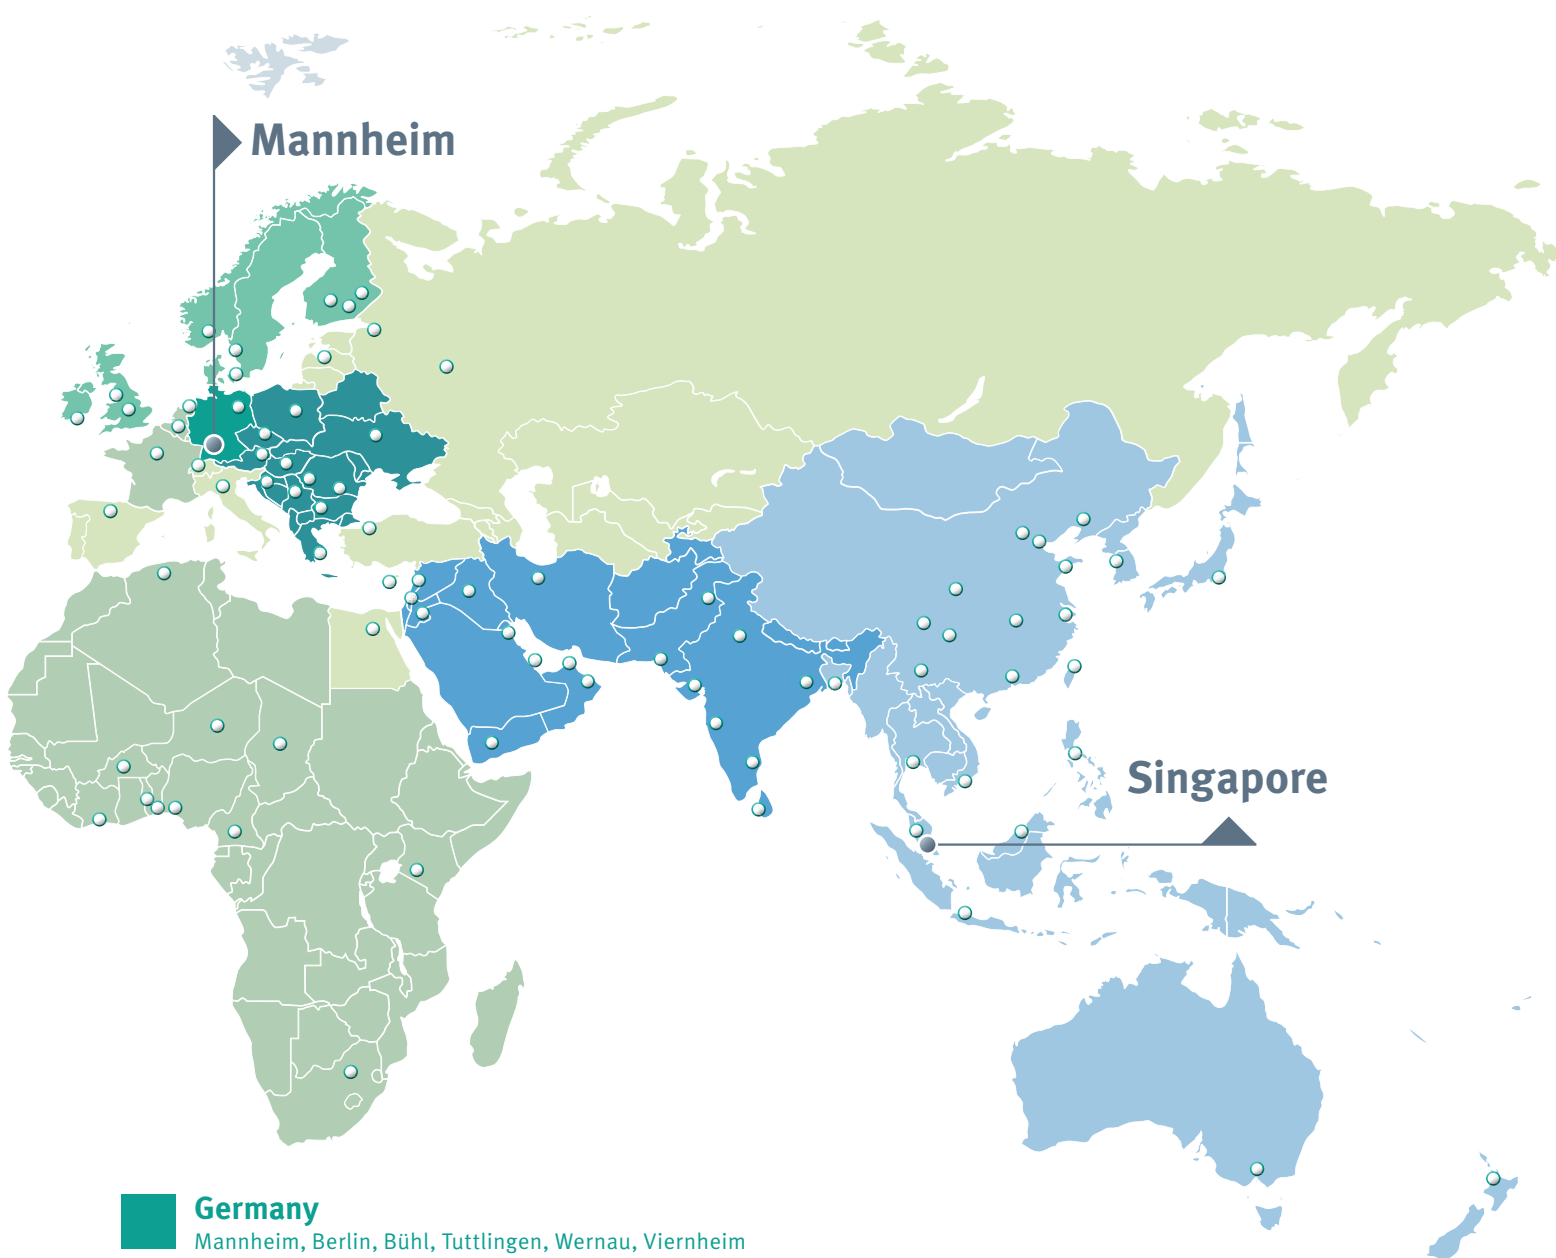 Mannheim
Singapore
Germany
Mannheim, Berlin, Bühl, Tuttlingen, Wernau, Viernheim